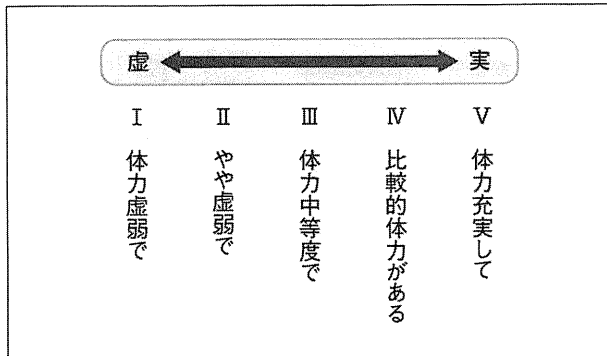 虚 実
Ⅰ Ⅱ Ⅲ Ⅳ Ⅴ
体力虚弱で
やや虚弱で
体力中等度で
比較的体力がある
体力充実して